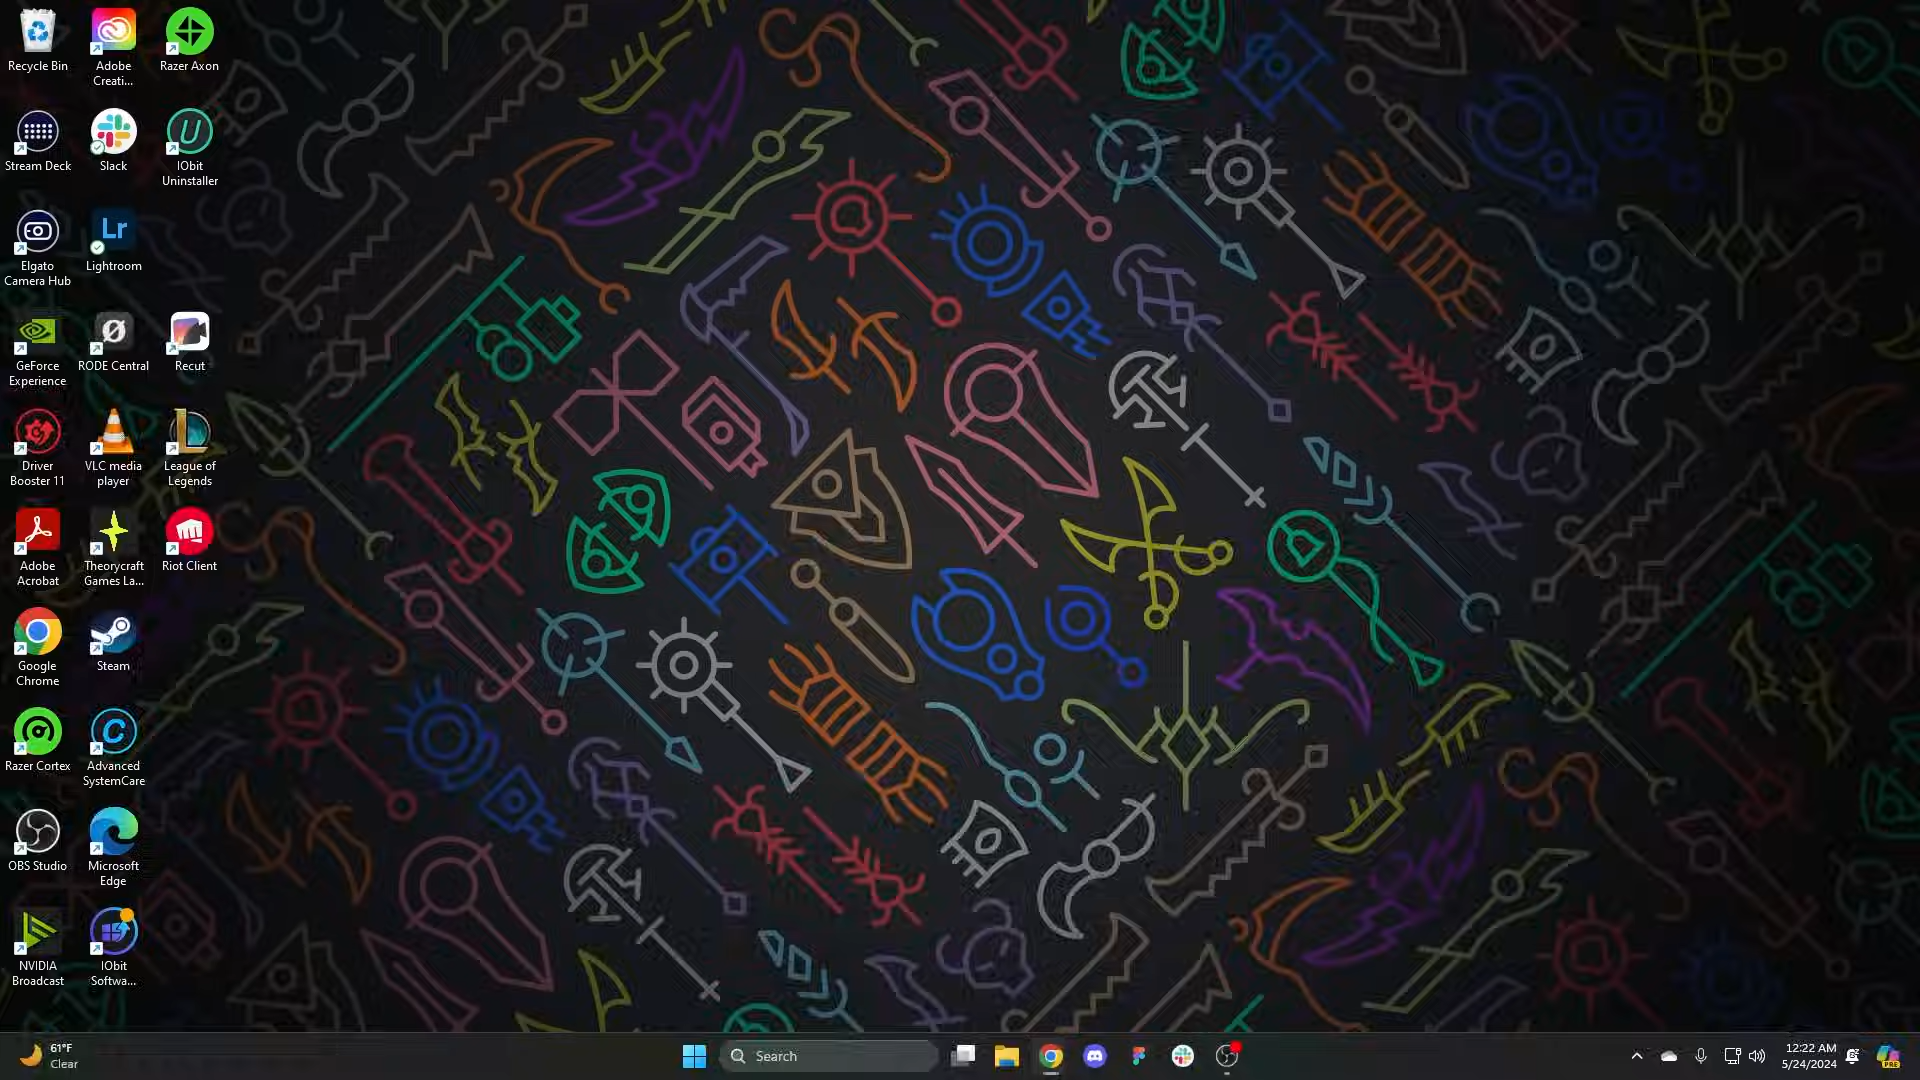 Recycle Bin
Adobe
Creati...
Razer Axon
Stream Deck
Slack
IObit
Uninstaller
Elgato
Camera Hub
Lr
Lightroom
GeForce
Experience
RODE Central
Recut
Driver
Booster 11
VLC media
player
League of
Legends
Adobe
Acrobat
Theorycraft
Games La...
Riot Client
Google
Chrome
Steam
Razer Cortex
Advanced
SystemCare
OBS Studio
Microsoft
Edge
NVIDIA
Broadcast
IObit
Softwa...
61°F
Clear
Search
12:22 AM
5/24/2024
PRE